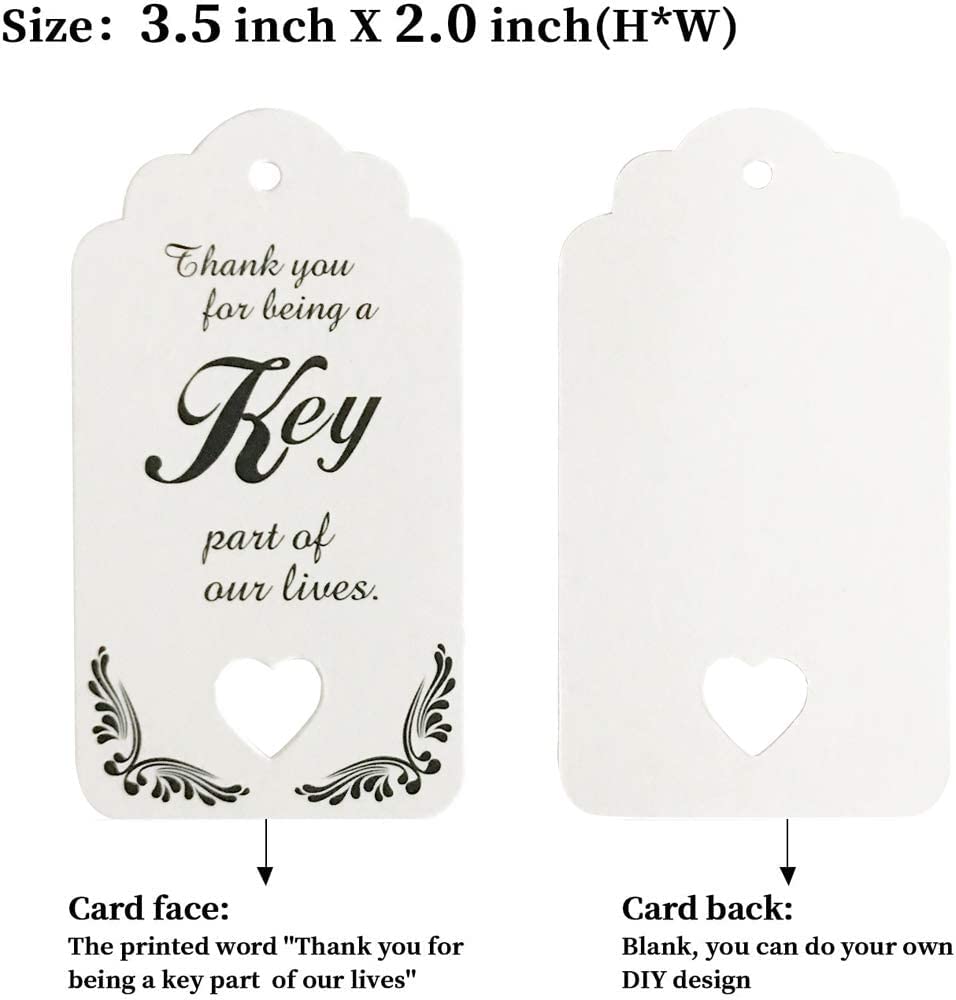 Size: 3.5 inch X 2.0 inch(H*W)
Thank you
for being a
Key
part of
our lives.
Card face:
The printed word "Thank you for
being a key part of our lives"
Card back:
Blank, you can do your own
DIY design